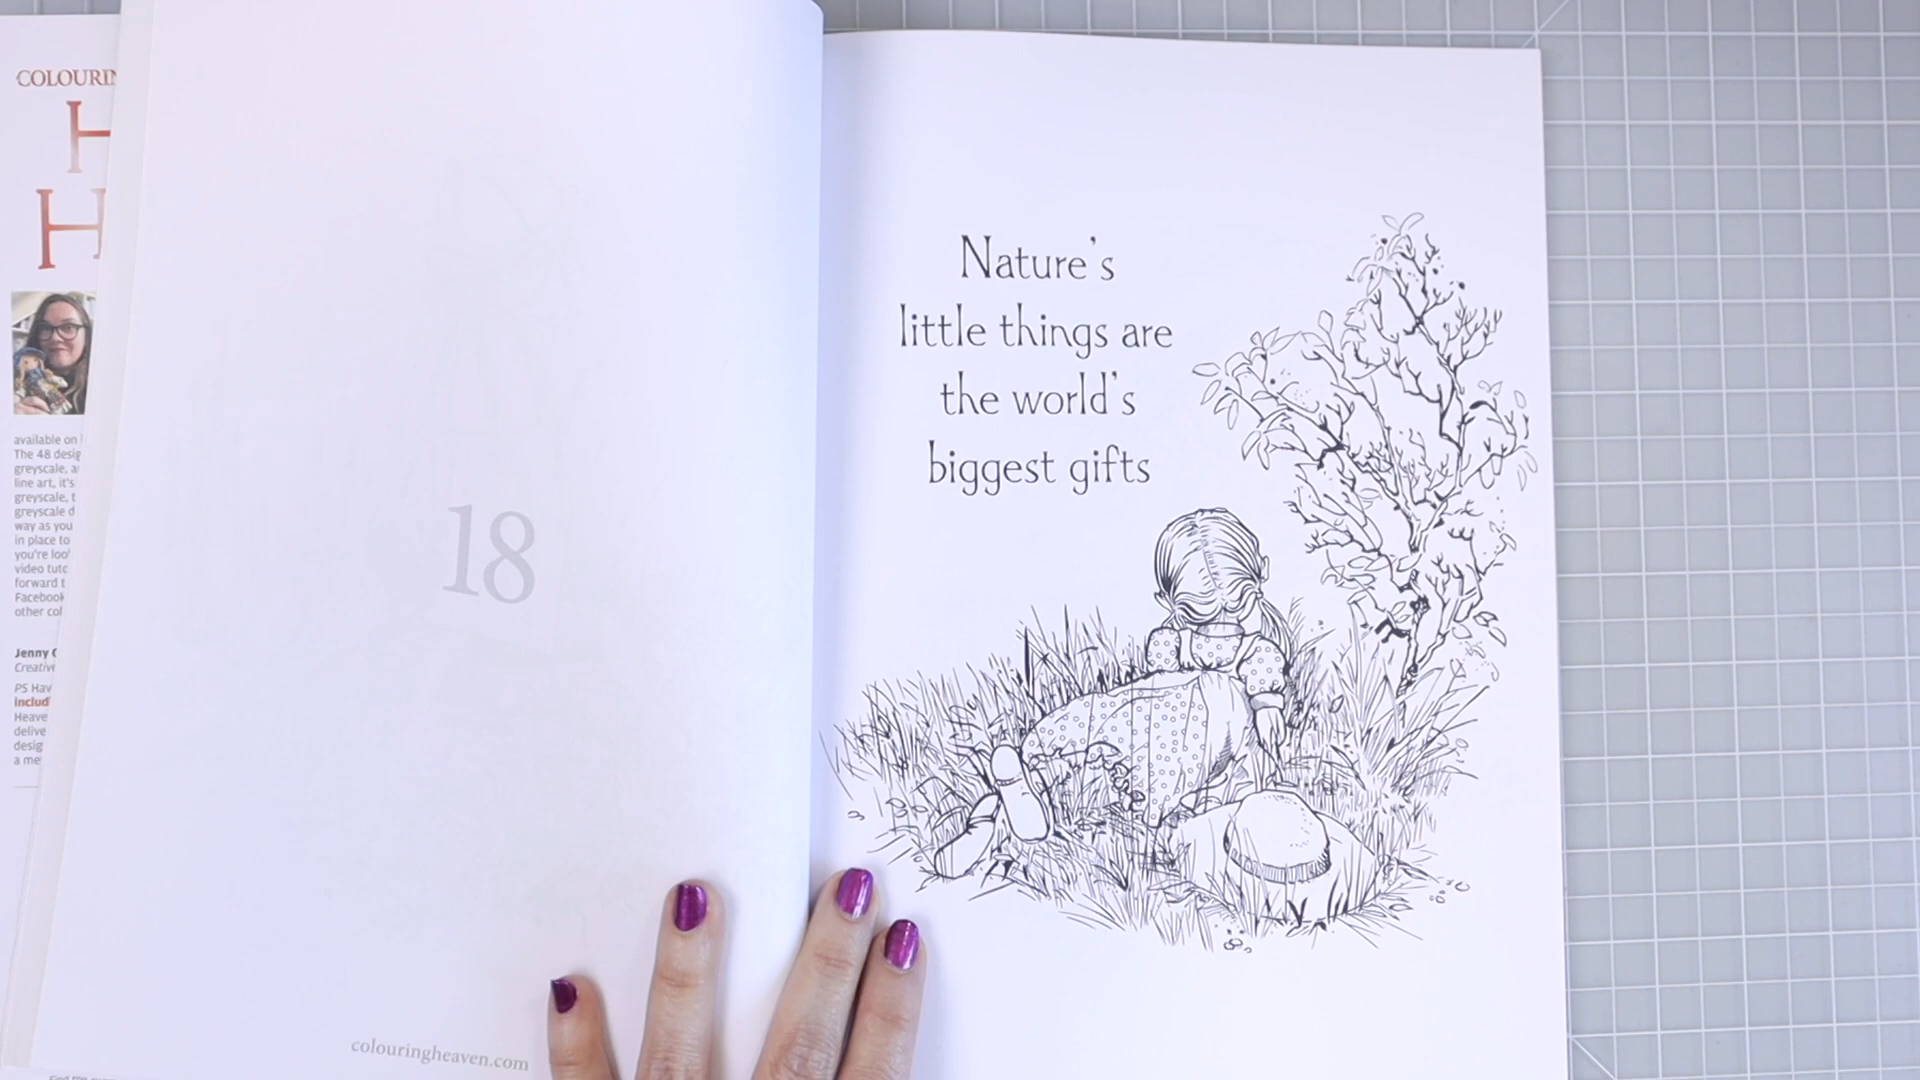 COLOURIN
H
H
available on
The 48 desig
greyscale, a
line art, it's
greyscale, t
greyscale d
way as you
in place to
you're loo
video tuto
forward t
Facebook
other col
Jenny
Creative
PS Hav
includ
Heave
delive
desig
a me
18
colouringheaven.com
Nature's
little things are
the world's
biggest gifts